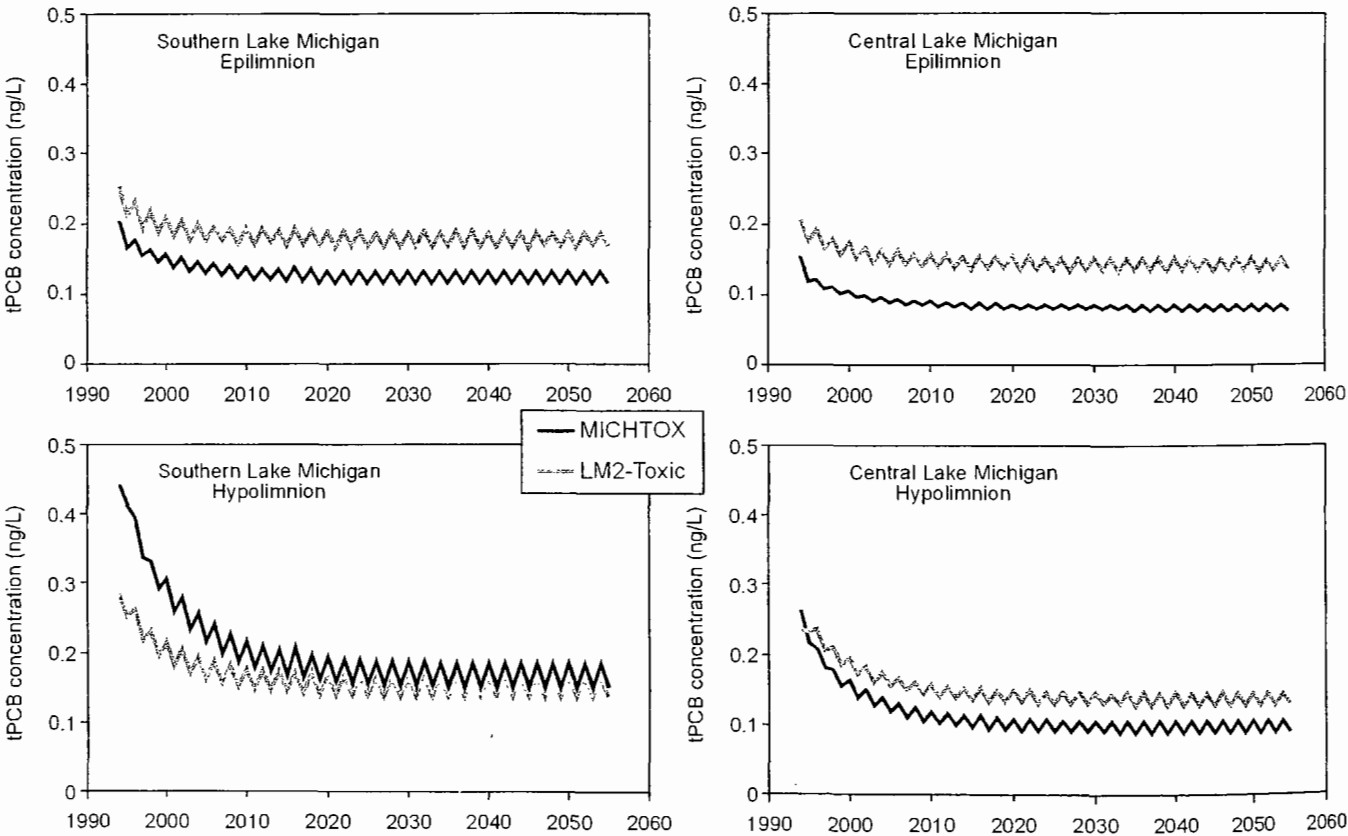 Southern Lake Michigan
Epilimnion
tPCB concentration (ng/L)
0.5
0.4
0.3
0.2
0.1
0
1990 2000 2010 2020 2030 2040 2050 2060
Central Lake Michigan
Epilimnion
tPCB concentration (ng/L)
0.5
0.4
0.3
0.2
0.1
0
1990 2000 2010 2020 2030 2040 2050 2060
MICHTOX
LM2-Toxic
Southern Lake Michigan
Hypolimnion
tPCB concentration (ng/L)
0.5
0.4
0.3
0.2
0.1
0
1990 2000 2010 2020 2030 2040 2050 2060
Central Lake Michigan
Hypolimnion
tPCB concentration (ng/L)
0.5
0.4
0.3
0.2
0.1
0
1990 2000 2010 2020 2030 2040 2050 2060